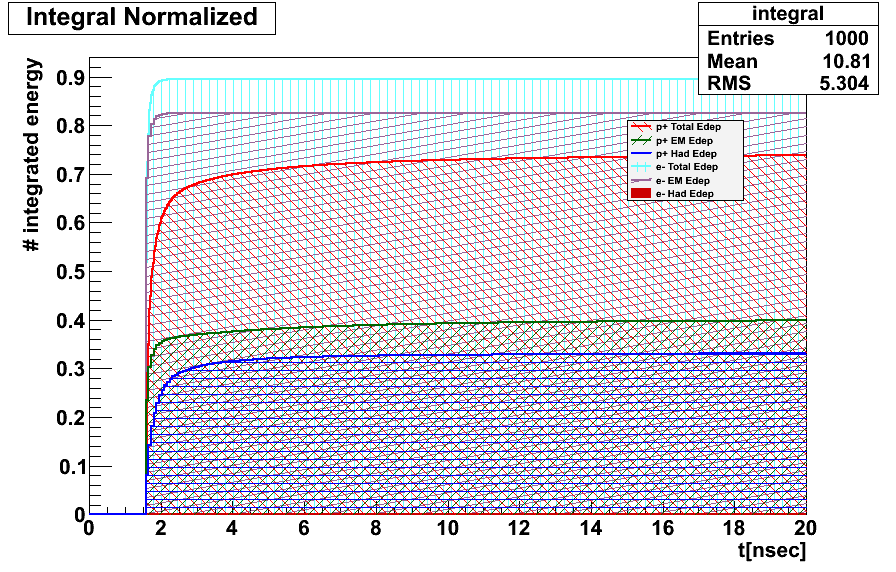 Integral Normalized
integral
Entries 1000
Mean 10.81
RMS 5.304
# integrated energy
0.9
0.8
0.7
0.6
0.5
0.4
0.3
0.2
0.1
0
p+ Total Edep
p+ EM Edep
p+ Had Edep
e- Total Edep
e- EM Edep
e- Had Edep
0 2 4 6 8 10 12 14 16 18 20
t[nsec]